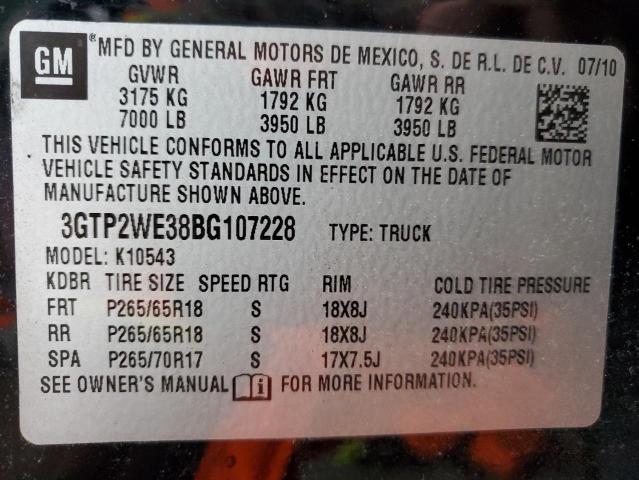 GM ® MFD BY GENERAL MOTORS DE MEXICO, S. DE R.L. DE C.V. 07/10
GVWR GAWR FRT GAWR RR
3175 KG 1792 KG 1792 KG
7000 LB 3950 LB 3950 LB
THIS VEHICLE CONFORMS TO ALL APPLICABLE U.S. FEDERAL MOTOR
VEHICLE SAFETY STANDARDS IN EFFECT ON THE DATE OF
MANUFACTURE SHOWN ABOVE.
3GTP2WE38BG107228 TYPE: TRUCK
MODEL: K10543
KDBR TIRE SIZE SPEED RTG RIM COLD TIRE PRESSURE
FRT P265/65R18 S 18X8J 240KPA(35PSI)
RR P265/65R18 S 18X8J 240KPA(35PSI)
SPA P265/70R17 S 17X7.5J 240KPA(35PSI)
SEE OWNER'S MANUAL i FOR MORE INFORMATION.